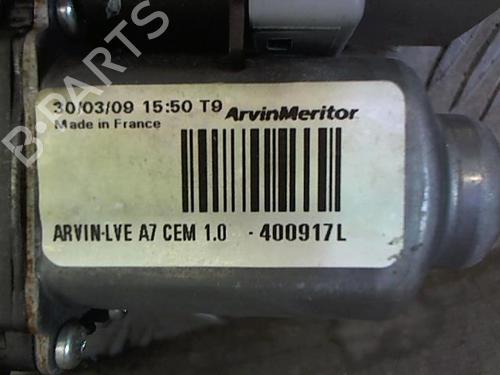 30/03/09 15:50 T9 ArvinMeritor
Made in France
ARVIN-LVE A7 CEM 1.0 - 400917L
B-PARTS